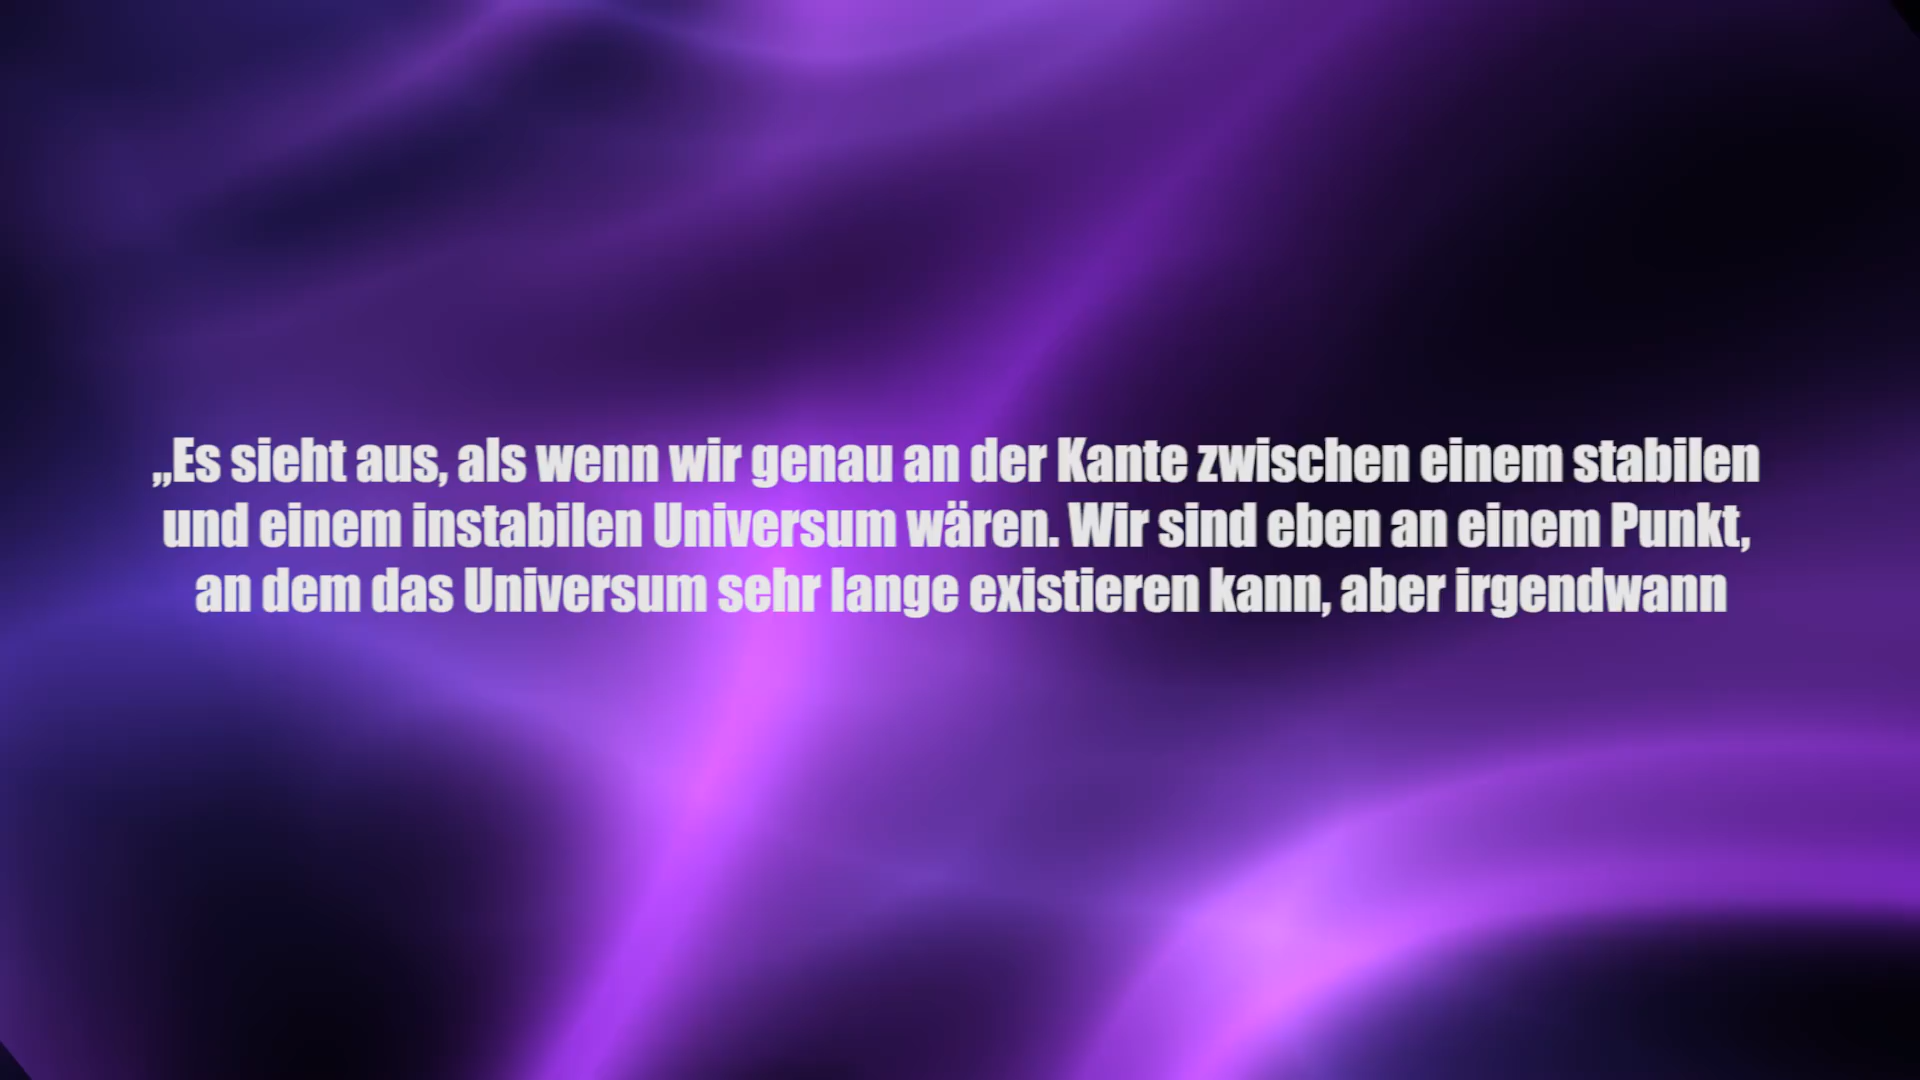 „Es sieht aus, als wenn wir genau an der Kante zwischen einem stabilen
und einem instabilen Universum wären. Wir sind eben an einem Punkt,
an dem das Universum sehr lange existieren kann, aber irgendwann